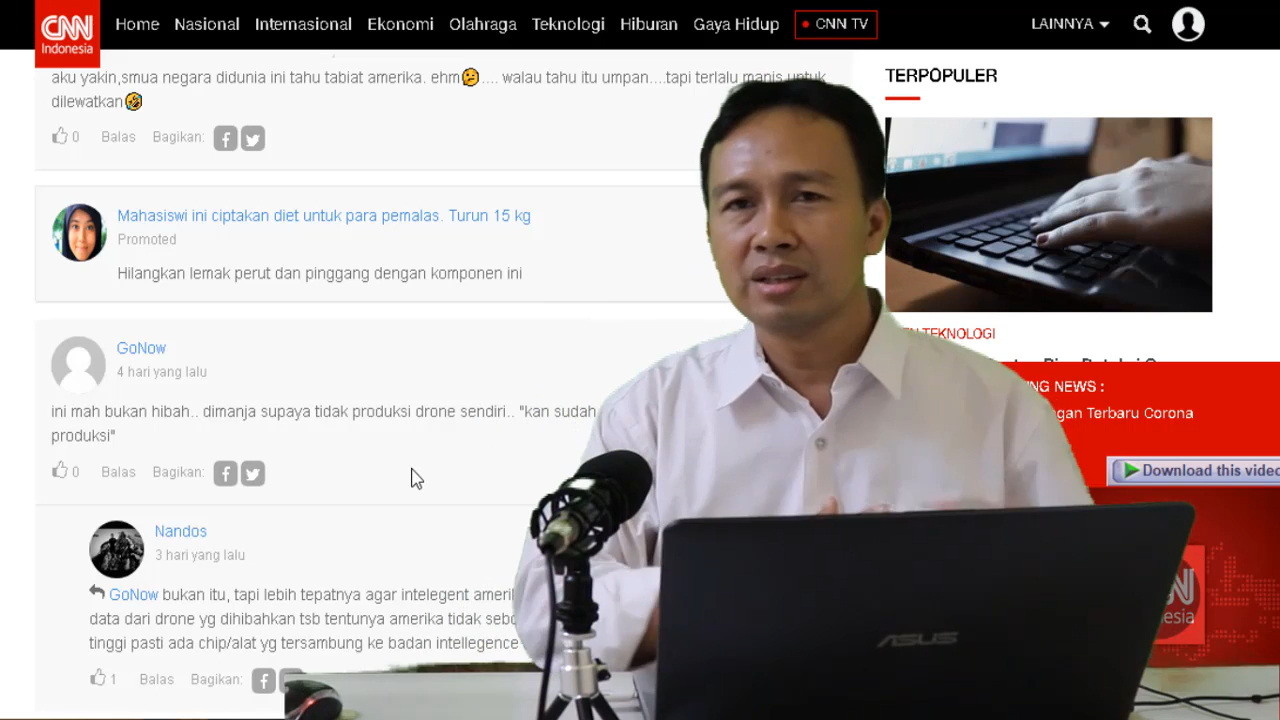 CNN
Indonesia
Home Nasional Internasional Ekonomi Olahraga Teknologi Hiburan Gaya Hidup CNN TV LAINNYA
aku yakin,smua negara didunia ini tahu tabiat amerika. ehm.... walau tahu itu umpan....tapi terlalu manis untuk
dilewatkan
0 Balas Bagikan:
Mahasiswi ini ciptakan diet untuk para pemalas. Turun 15 kg
Promoted
Hilangkan lemak perut dan pinggang dengan komponen ini
GoNow
4 hari yang lalu
ini mah bukan hibah.. dimanja supaya tidak produksi drone sendiri.. "kan sudah
produksi"
0 Balas Bagikan:
Nandos
3 hari yang lalu
GoNow bukan itu, tapi lebih tepatnya agar intelegent
data dari drone yg dihibahkan tsb tentunya amerika tidak
tinggi pasti ada chip/alat yg tersambung ke badan intellegence
1 Balas Bagikan:
TERPOPULER
TEKNOLOGI
NEWS :
Terbaru Corona
Download this video
ASUS